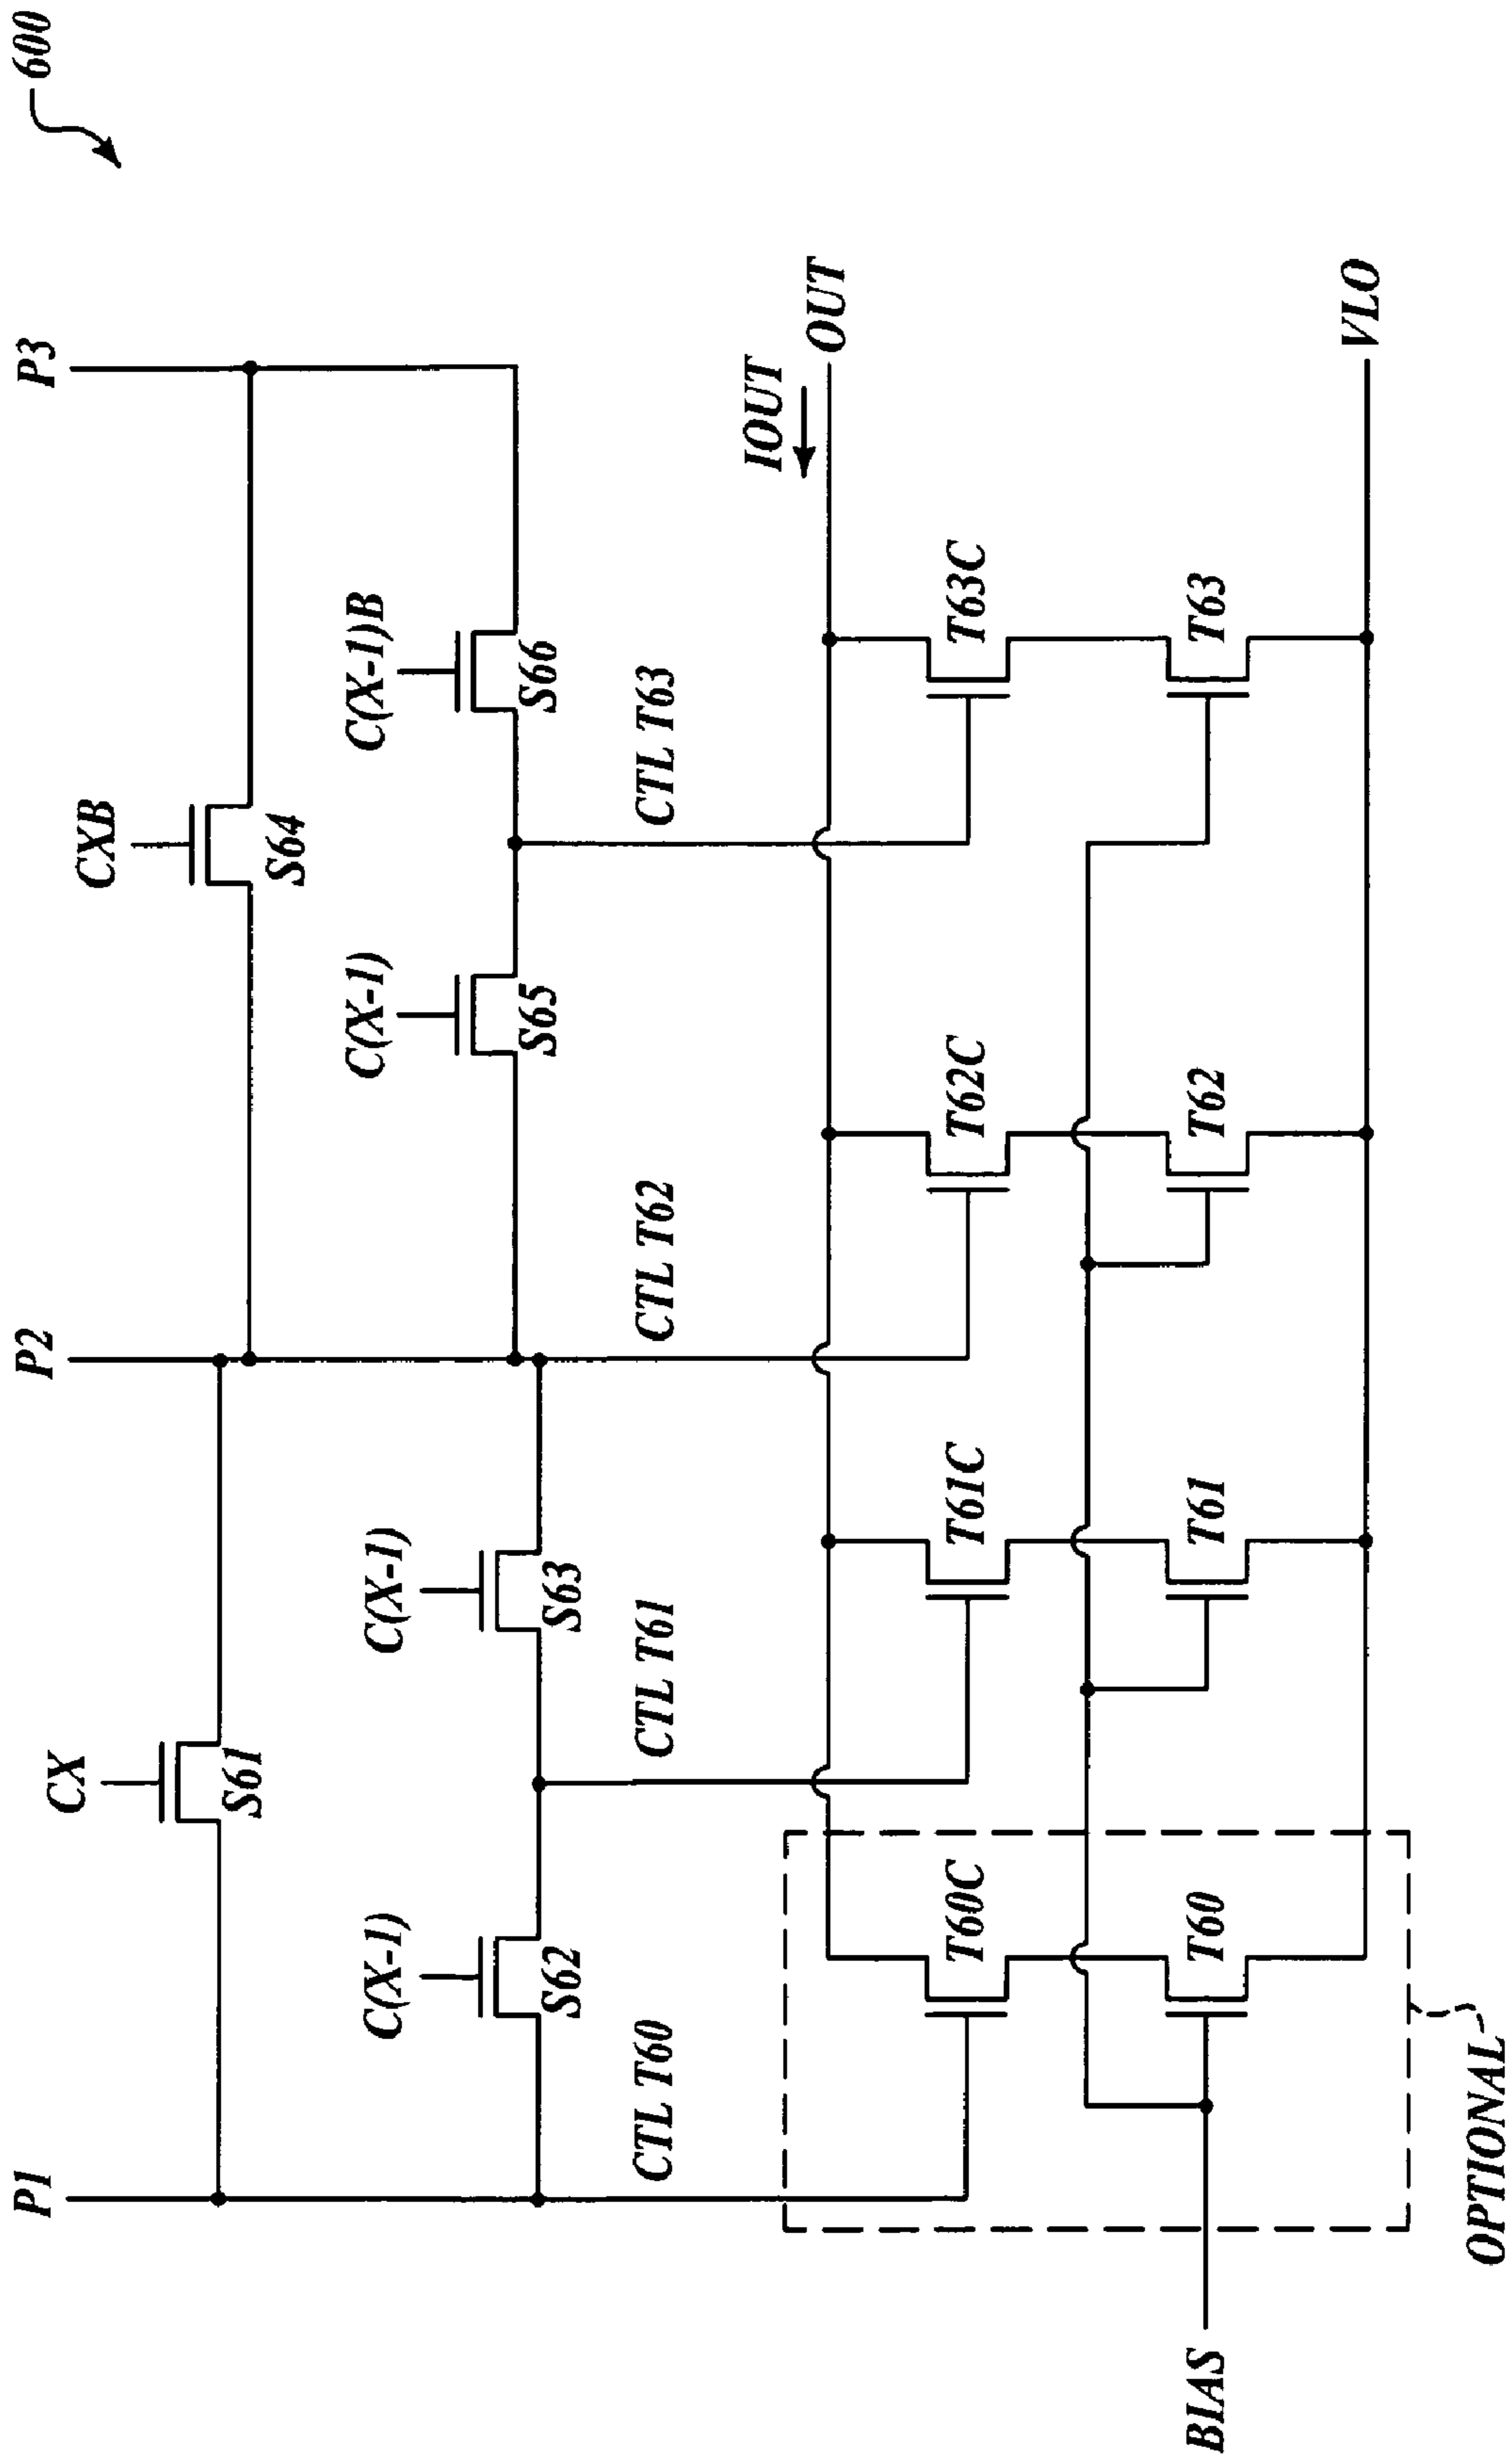 600
P1
P2
P3
CX
CXB
S61
S64
C(X-1)
C(X-1)
C(X-1)
C(X-1)B
S62
S63
S65
S66
CTL T60
CTL T61
CTL T62
CTL T63
IOUT
OUT
T60C
T61C
T62C
T63C
BIAS
T60
T61
T62
T63
VLO
OPTIONAL